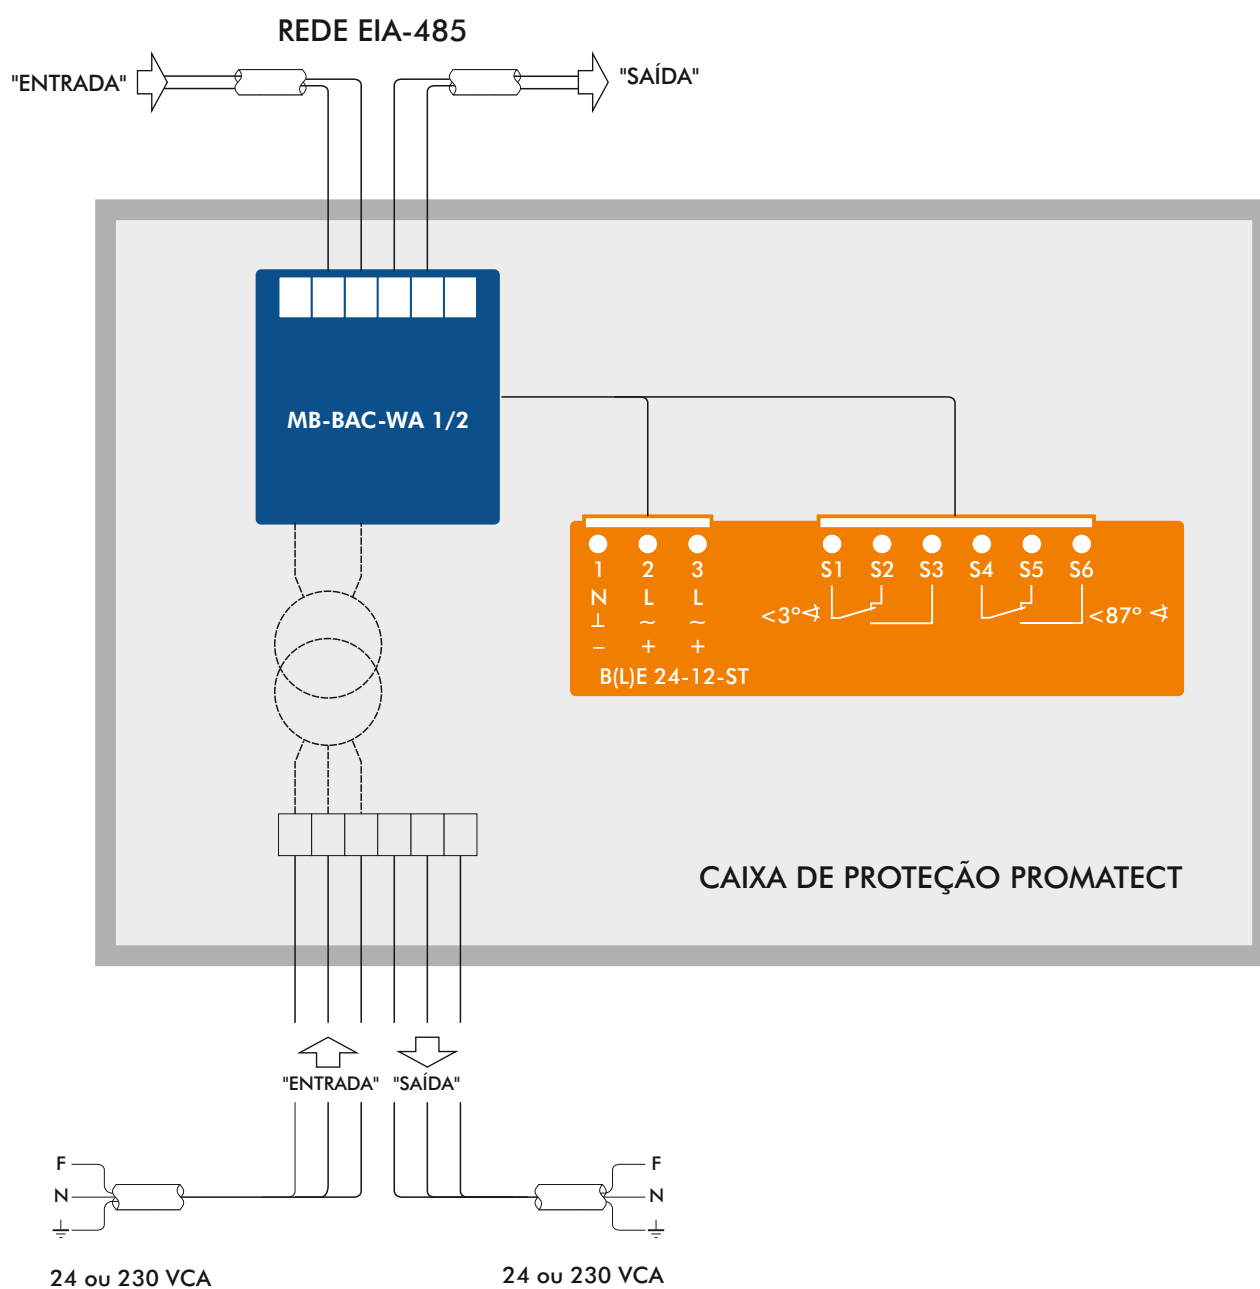 REDE EIA-485
"ENTRADA"
"SAÍDA"
MB-BAC-WA 1/2
1 2 3 S1 S2 S3 S4 S5 S6
N L L
<3° <87°
⊥ ~ ~
– + +
B(L)E 24-12-ST
CAIXA DE PROTEÇÃO PROMATECT
"ENTRADA" "SAÍDA"
F F
N N
24 ou 230 VCA 24 ou 230 VCA